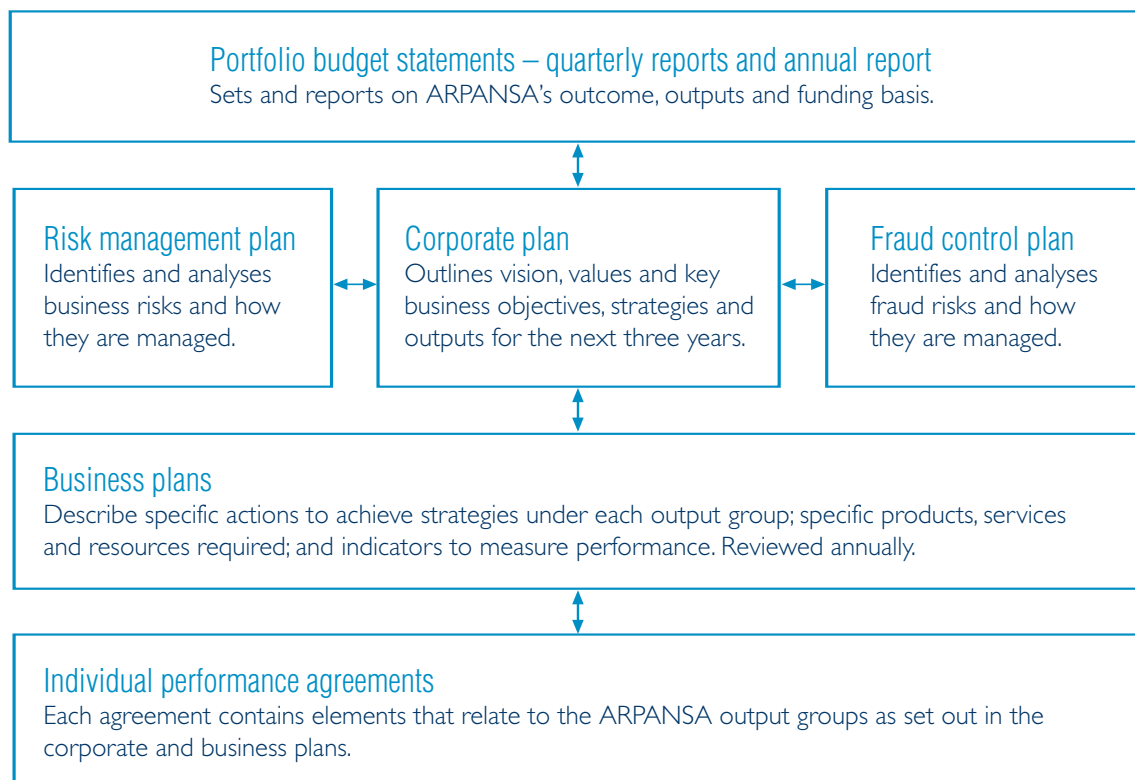 Portfolio budget statements – quarterly reports and annual report
Sets and reports on ARPANSA's outcome, outputs and funding basis.
Risk management plan
Identifies and analyses
business risks and how
they are managed.
Corporate plan
Outlines vision, values and key
business objectives, strategies and
outputs for the next three years.
Fraud control plan
Identifies and analyses
fraud risks and how
they are managed.
Business plans
Describe specific actions to achieve strategies under each output group; specific products, services
and resources required; and indicators to measure performance. Reviewed annually.
Individual performance agreements
Each agreement contains elements that relate to the ARPANSA output groups as set out in the
corporate and business plans.